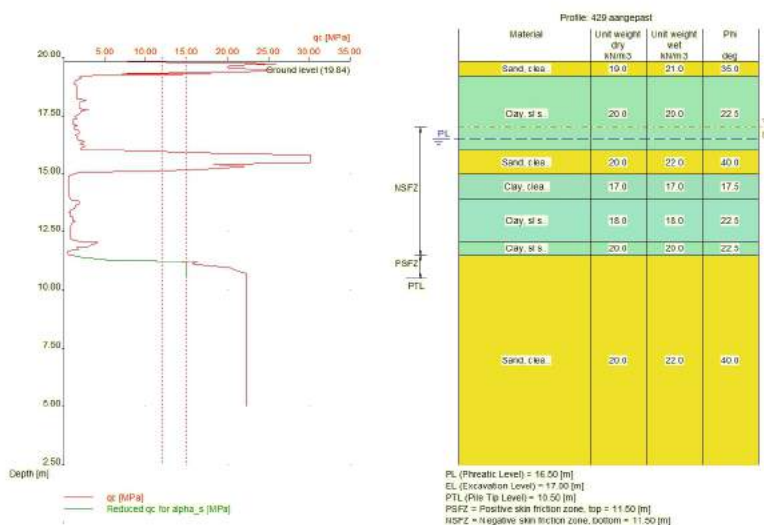 Profile: 429 aangepast
qc [MPa]
5.00 10.00 15.00 20.00 25.00 30.00 35.00
20.00
Ground level (19.84)
17.50
15.00
12.50
10.00
7.50
5.00
2.50
Depth [m]
qc [MPa]
Reduced qc for alpha_s [MPa]
Material Unit weight dry kN/m3 Unit weight wet kN/m3 Phi deg
Sand, clea.. 19.0 21.0 35.0
Clay, sl s.. 20.0 20.0 22.5
PL
Sand, clea.. 20.0 22.0 40.0
NSFZ
Clay, clea.. 17.0 17.0 17.5
Clay, sl s.. 18.0 18.0 22.5
Clay, sl s.. 20.0 20.0 22.5
PSFZ
PTL
Sand, clea.. 20.0 22.0 40.0
PL (Phreatic Level) = 16.50 [m]
EL (Excavation Level) = 17.00 [m]
PTL (Pile Tip Level) = 10.50 [m]
PSFZ = Positive skin friction zone, top = 11.50 [m]
NSFZ = Negative skin friction zone, bottom = 11.50 [m]